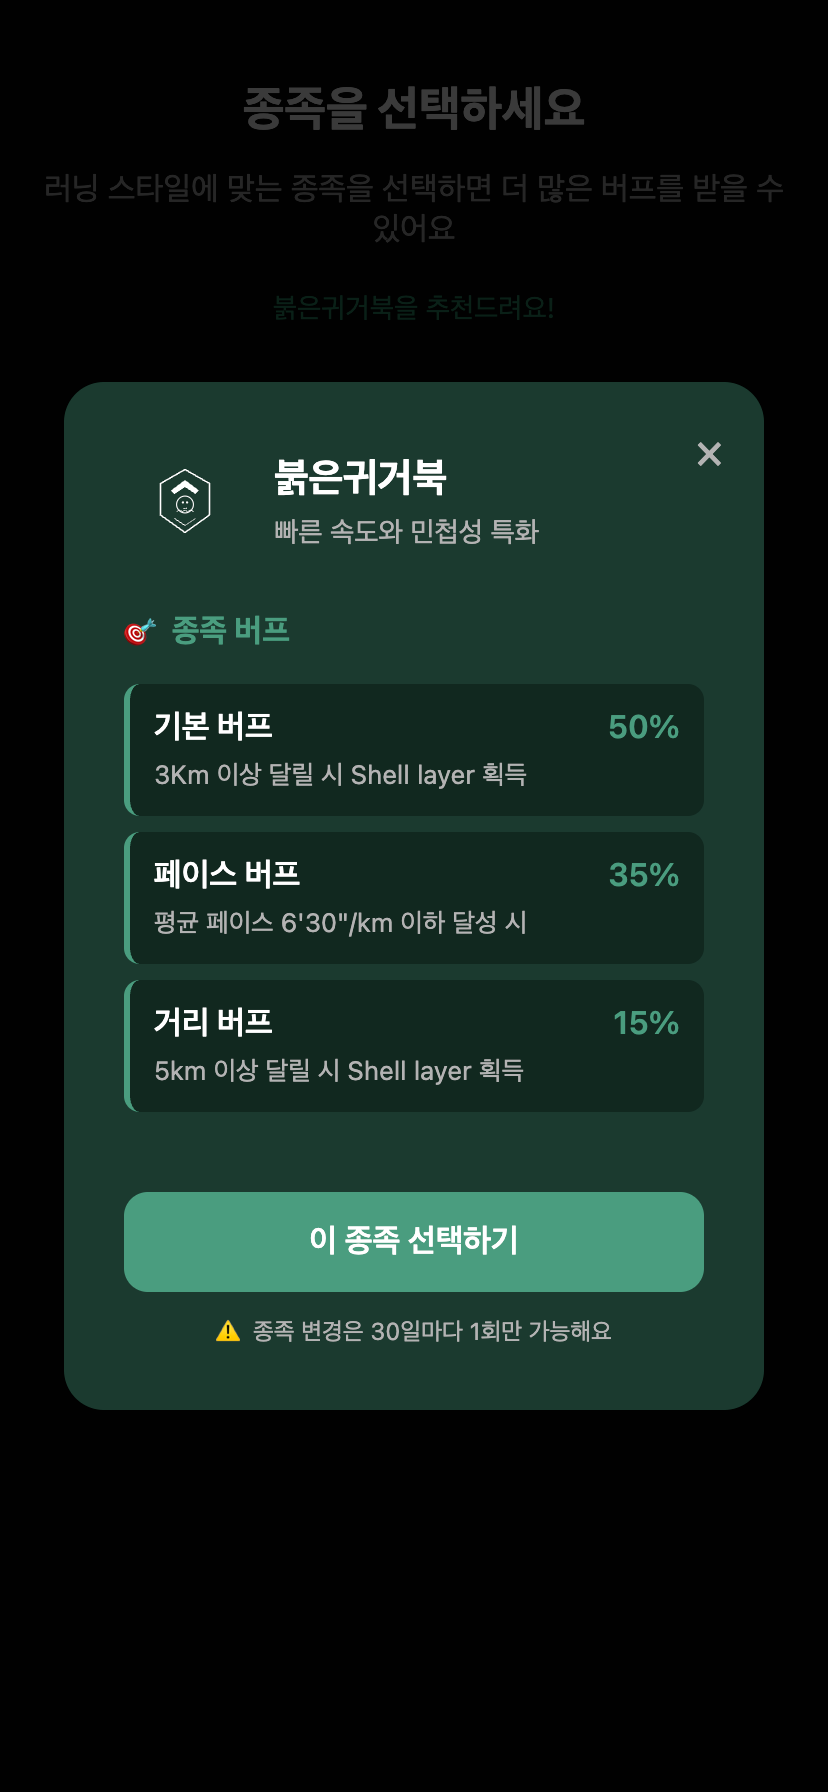 종족을 선택하세요
러닝 스타일에 맞는 종족을 선택하면 더 많은 버프를 받을 수
있어요
붉은귀거북을 추천드려요!
붉은귀거북
빠른 속도와 민첩성 특화
종족 버프
기본 버프 50%
3Km 이상 달릴 시 Shell layer 획득
페이스 버프 35%
평균 페이스 6'30"/km 이하 달성 시
거리 버프 15%
5km 이상 달릴 시 Shell layer 획득
이 종족 선택하기
종족 변경은 30일마다 1회만 가능해요